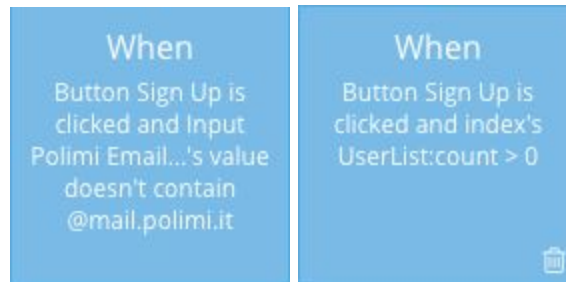 When
Button Sign Up is
clicked and Input
Polimi Email...'s value
doesn't contain
@mail.polimi.it
When
Button Sign Up is
clicked and index's
UserList:count > 0